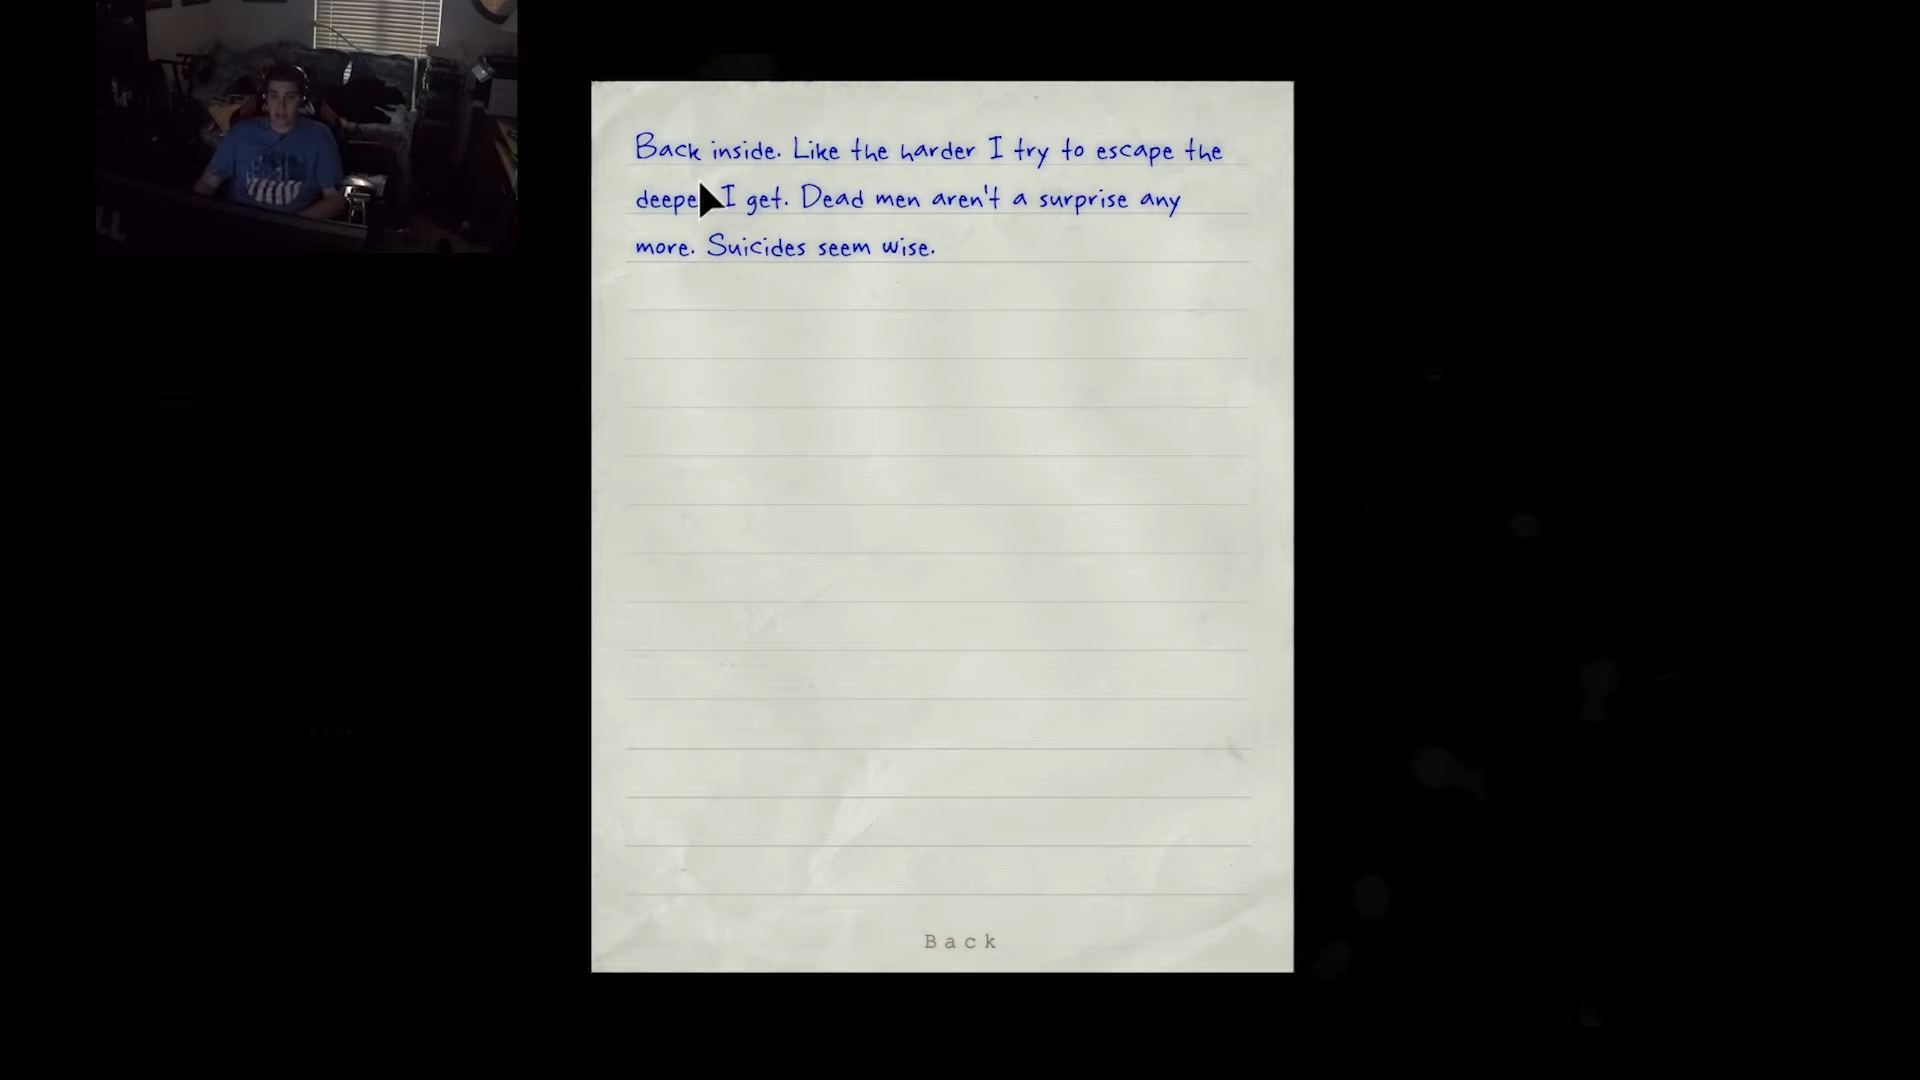 Back inside. Like the harder I try to escape the
deeper I get. Dead men aren't a surprise any
more. Suicides seem wise.
Back